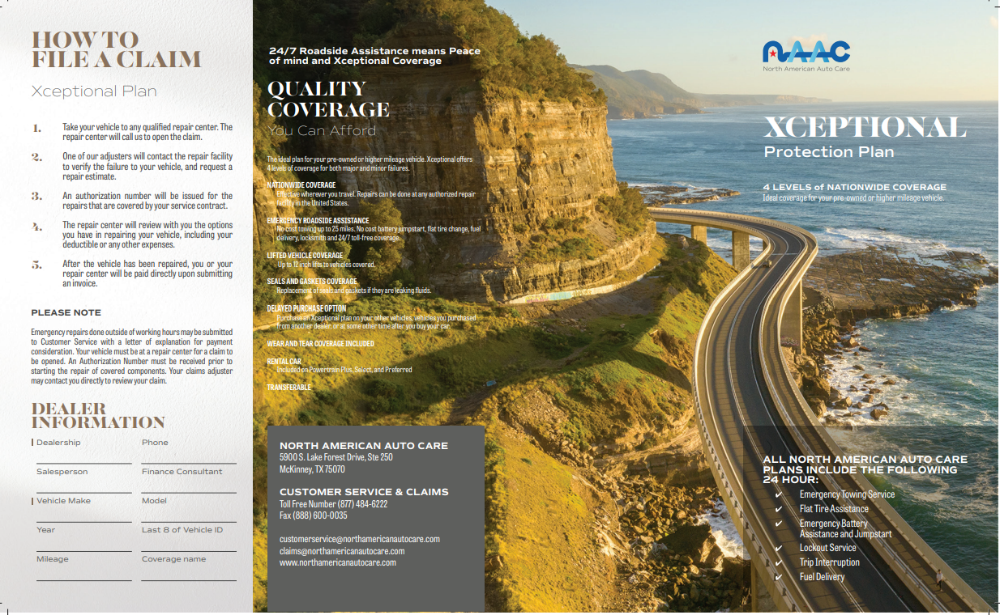 HOW TO
FILE A CLAIM
Xceptional Plan
1. Take your vehicle to any qualified repair center. The
repair center will call us to open the claim.
2. One of our adjusters will contact the repair facility
to verify the failure to your vehicle, and request a
repair estimate.
3. An authorization number will be issued for the
repairs that are covered by your service contract.
4. The repair center will review with you the options
you have in repairing your vehicle, including your
deductible or any other expenses.
5. After the vehicle has been repaired, you or your
repair center will be paid directly upon submitting
an invoice.
PLEASE NOTE
Emergency repairs done outside of working hours may be submitted
to Customer Service with a letter of explanation for payment
consideration. Your vehicle must be at a repair center for a claim to
be opened. An Authorization Number must be received prior to
starting the repair of covered components. Your claims adjuster
may contact you directly to review your claim.
DEALER
INFORMATION
Dealership Phone
Salesperson Finance Consultant
Vehicle Make Model
Year Last 8 of Vehicle ID
Mileage Coverage name
24/7 Roadside Assistance means Peace
of mind and Xceptional Coverage
QUALITY
COVERAGE
You Can Afford
The Ideal plan for your pre-owned or higher mileage vehicle. Xceptional offers
4 levels of coverage for both major and minor failures.
NATIONWIDE COVERAGE
Effective wherever you travel. Repairs can be done at any authorized repair
facility in the United States.
EMERGENCY ROADSIDE ASSISTANCE
No cost towing up to 25 miles. No cost battery jumpstart, flat tire change, fuel
delivery, locksmith and 24/7 toll-free coverage.
LIFTED VEHICLE COVERAGE
Up to 12 inch lifts to vehicles covered.
SEALS AND GASKETS COVERAGE
Replacement of seals and gaskets if they are leaking fluids.
DELAYED PURCHASE OPTION
Purchase an Xceptional plan on your other vehicles, vehicles you purchased
from another dealer, or at some other time after you buy your car.
WEAR AND TEAR COVERAGE INCLUDED
RENTAL CAR
Included on Powertrain Plus, Select, and Preferred
TRANSFERABLE
NORTH AMERICAN AUTO CARE
5900 S. Lake Forest Drive, Ste 250
McKinney, TX 75070
CUSTOMER SERVICE & CLAIMS
Toll Free Number (877) 484-6222
Fax (888) 600-0035
customerservice@northamericanautocare.com
claims@northamericanautocare.com
www.northamericanautocare.com
NAAC
North American Auto Care
XCEPTIONAL
Protection Plan
4 LEVELS of NATIONWIDE COVERAGE
Ideal coverage for your pre-owned or higher mileage vehicle.
ALL NORTH AMERICAN AUTO CARE
PLANS INCLUDE THE FOLLOWING
24 HOUR:
✔ Emergency Towing Service
✔ Flat Tire Assistance
✔ Emergency Battery
Assistance and Jumpstart
✔ Lockout Service
✔ Trip Interruption
✔ Fuel Delivery